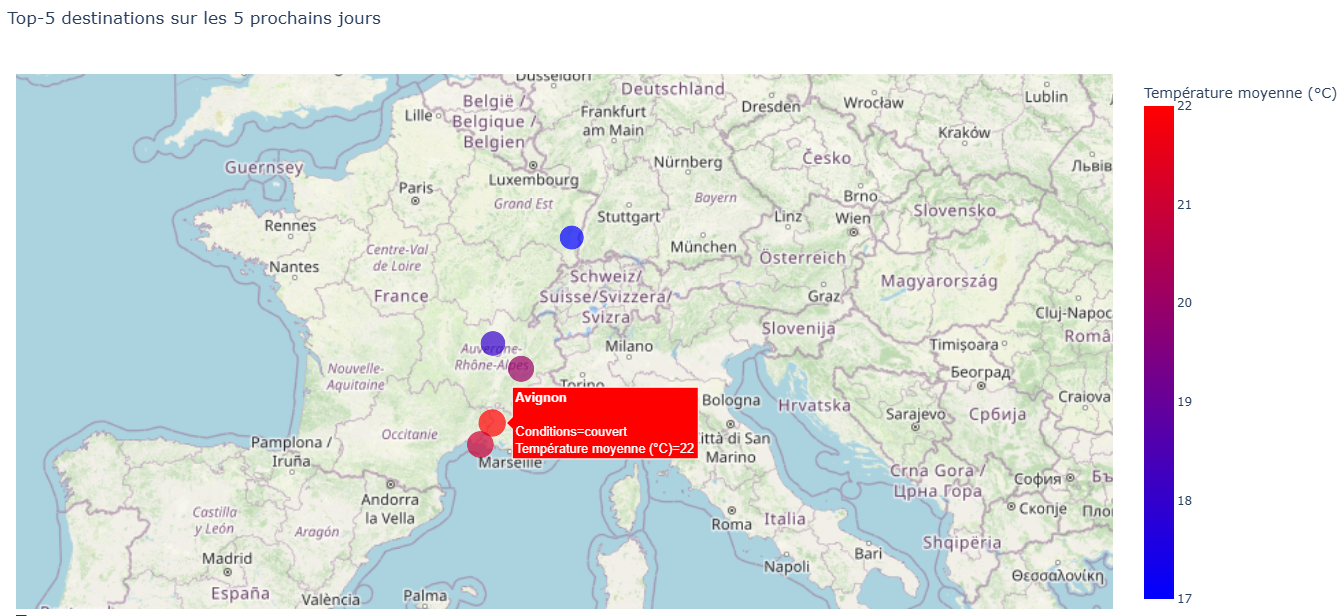 Top-5 destinations sur les 5 prochains jours
Température moyenne (°C)
22
21
20
19
18
17
Düsseldorf
Deutschland
Lublin
België /
Belgique /
Belgien
Lille
Frankfurt
am Main
Dresden
Wrocław
Kraków
Львів
Guernsey
Luxembourg
Nürnberg
Česko
Paris
Grand Est
Bayern
Brno
Rennes
Stuttgart
Linz
Wien
Slovensko
Centre-Val
de Loire
München
Österreich
Nantes
France
Schweiz/
Suisse/Svizzera/
Svizra
Magyarország
Graz
Cluj-Napoc
Slovenija
Româ
Auvergne-
Rhône-Alpes
Milano
Timișoara
Nouvelle-
Aquitaine
Torino
Београд
Avignon
Conditions=couvert
Température moyenne (°C)=22
Bologna
Hrvatska
Craiova
Sarajevo
Србија
Occitanie
Pamplona /
Iruña
Marseille
Città di San
Marino
Crna Gora /
Црна Гора
София
Бъ
Andorra
la Vella
Скопје
Пло
Castilla
y León
Aragón
Roma
Italia
Shqipëria
Madrid
Bari
Napoli
Θεσσαλονίκη
España
València
Palma